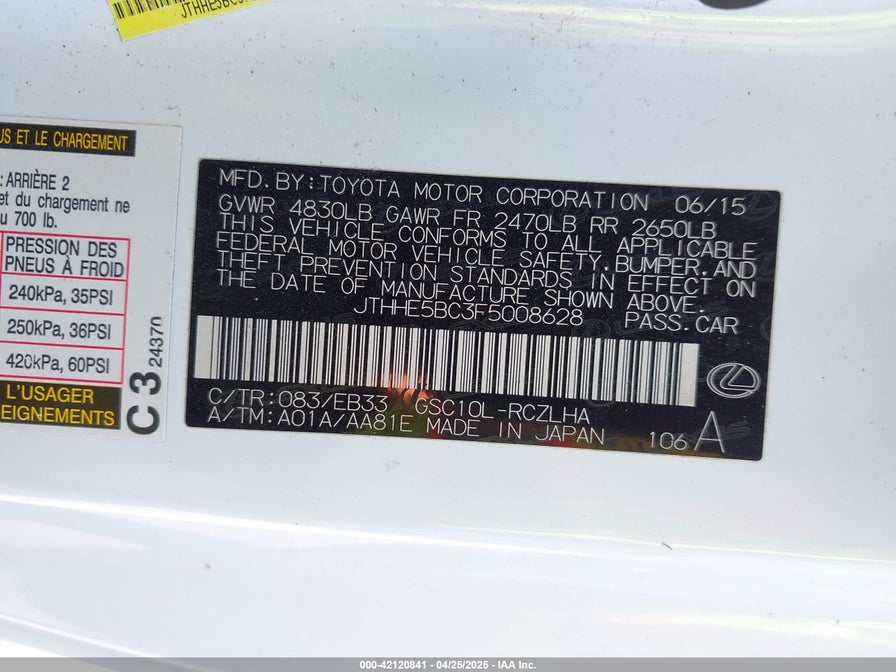 JTHHE5BC3
US ET LE CHARGEMENT
: ARRIÈRE 2
et du chargement ne
u 700 lb.
PRESSION DES
PNEUS À FROID
240kPa, 35PSI
250kPa, 36PSI
420kPa, 60PSI
L'USAGER
EIGNEMENTS
C3 24370
MFD. BY: TOYOTA MOTOR CORPORATION 06/15
GVWR 4830LB GAWR FR 2470LB RR 2650LB
THIS VEHICLE CONFORMS TO ALL APPLICABLE
FEDERAL MOTOR VEHICLE SAFETY, BUMPER, AND
THEFT PREVENTION STANDARDS IN EFFECT ON
THE DATE OF MANUFACTURE SHOWN ABOVE.
JTHHE5BC3F5008628 PASS. CAR
C/TR: 083/EB33 GSC10L-RCZLHA
A/TM: A01A/AA81E MADE IN JAPAN 106 A
000-42120841 / 04/25/2025 - IAA Inc.